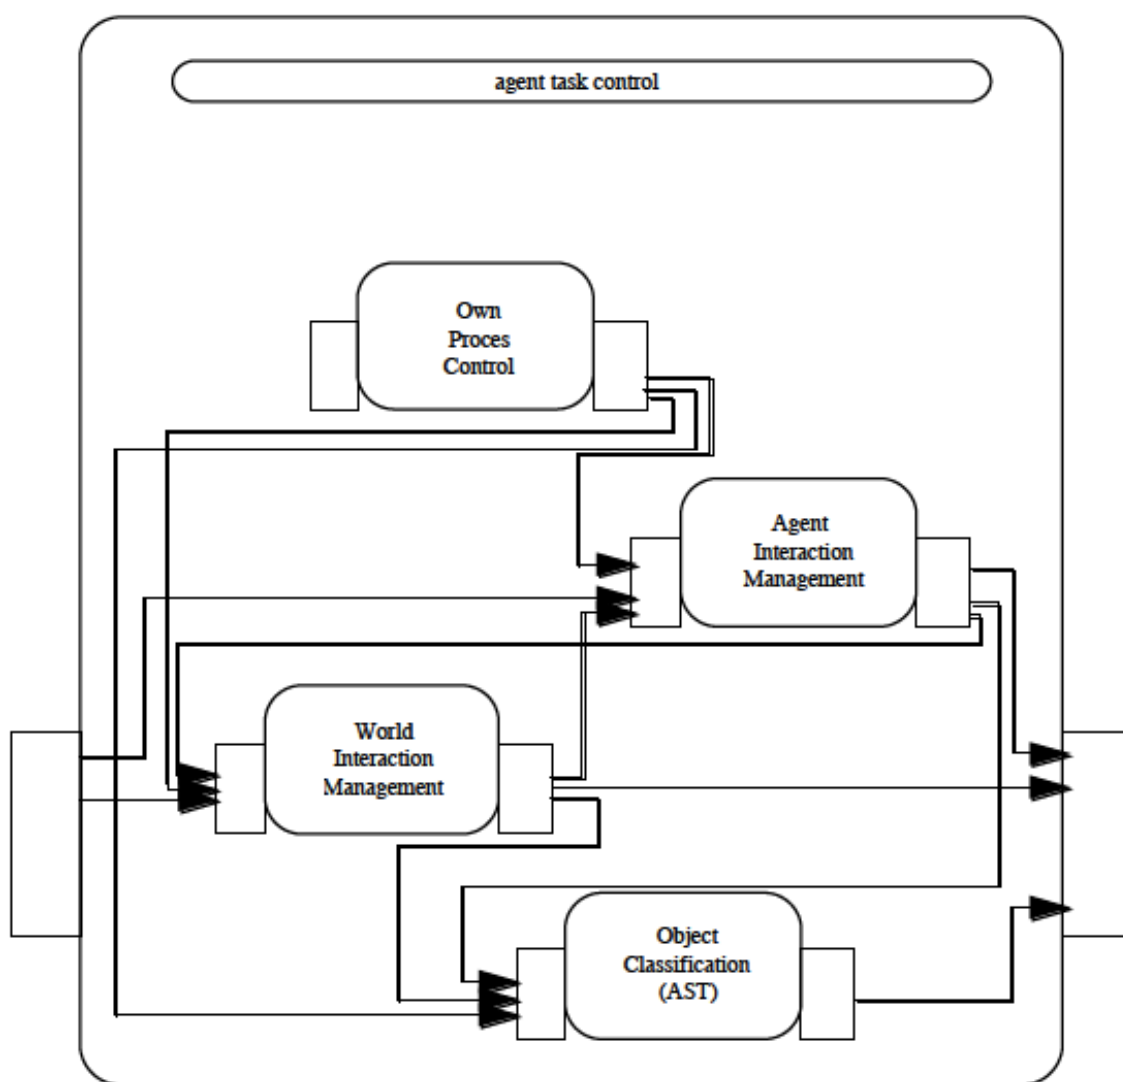 agent task control
Own
Proces
Control
Agent
Interaction
Management
World
Interaction
Management
Object
Classification
(AST)